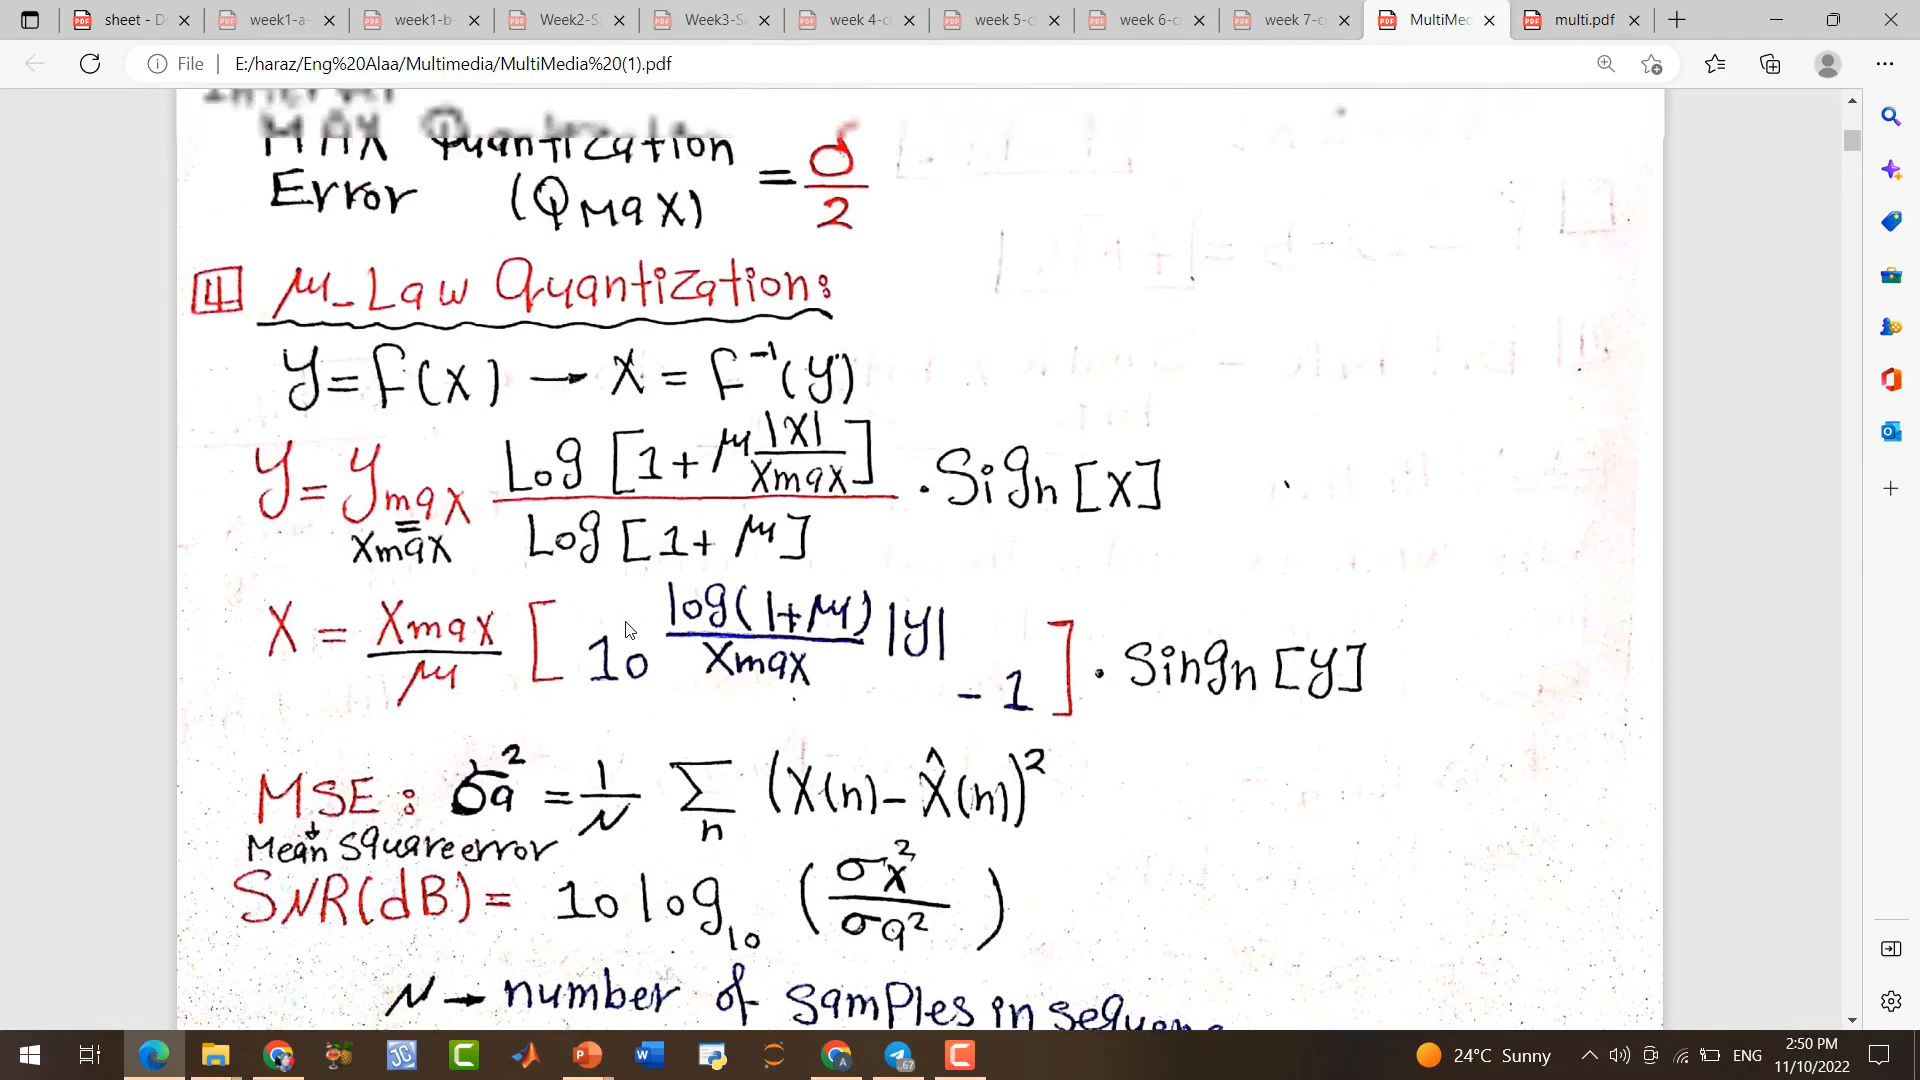 sheet - D
week1-a-
week1-b-
Week2-S
Week3-S
week 4-c
week 5-c
week 6-c
week 7-c
MultiMe
multi.pdf
File
E:/haraz/Eng%20Alaa/Multimedia/MultiMedia%20(1).pdf
MAX Quantization
Error (QMax) = δ/2
4 μ-Law Quantization:
y = F(x) → x = F⁻¹(y)
y = ymax Log [1 + μ |X|/Xmax] / Log [1 + μ] . Sign [X]
=
Xmax
X = Xmax/μ [ 10 log(1+μ)/Xmax |y| - 1 ] . Singn [y]
MSE : σq² = 1/N Σn (X(n) - X̂(n))²
Mean square error
SNR(dB) = 10 log10 (σx²/σq²)
N → number of samples in sequenc
24°C Sunny
ENG
2:50 PM
11/10/2022